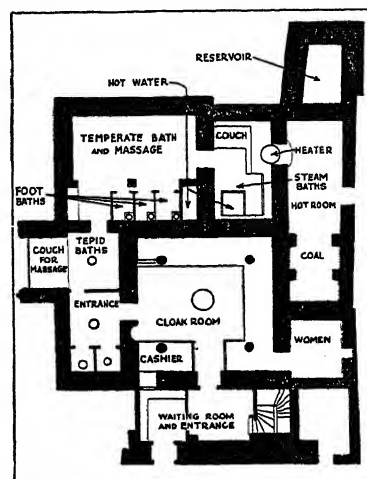 RESERVOIR
HOT WATER
TEMPERATE BATH
AND MASSAGE
COUCH
HEATER
STEAM
BATHS
HOT ROOM
FOOT
BATHS
TEPID
BATHS
COUCH
FOR
MASSAGE
COAL
ENTRANCE
CLOAK ROOM
WOMEN
CASHIER
WAITING ROOM
AND ENTRANCE